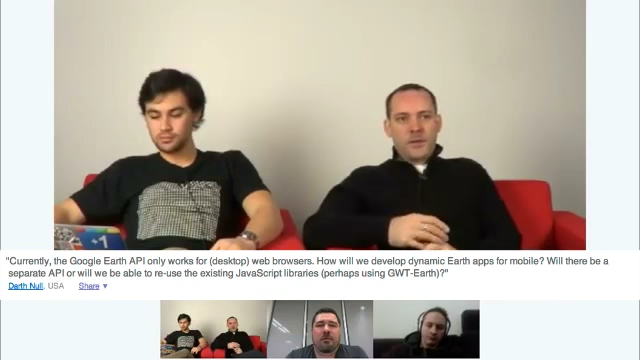 +1
"Currently, the Google Earth API only works for (desktop) web browsers. How will we develop dynamic Earth apps for mobile? Will there be a
separate API or will we be able to re-use the existing JavaScript libraries (perhaps using GWT-Earth)?"
Darth Null, USA Share ▼